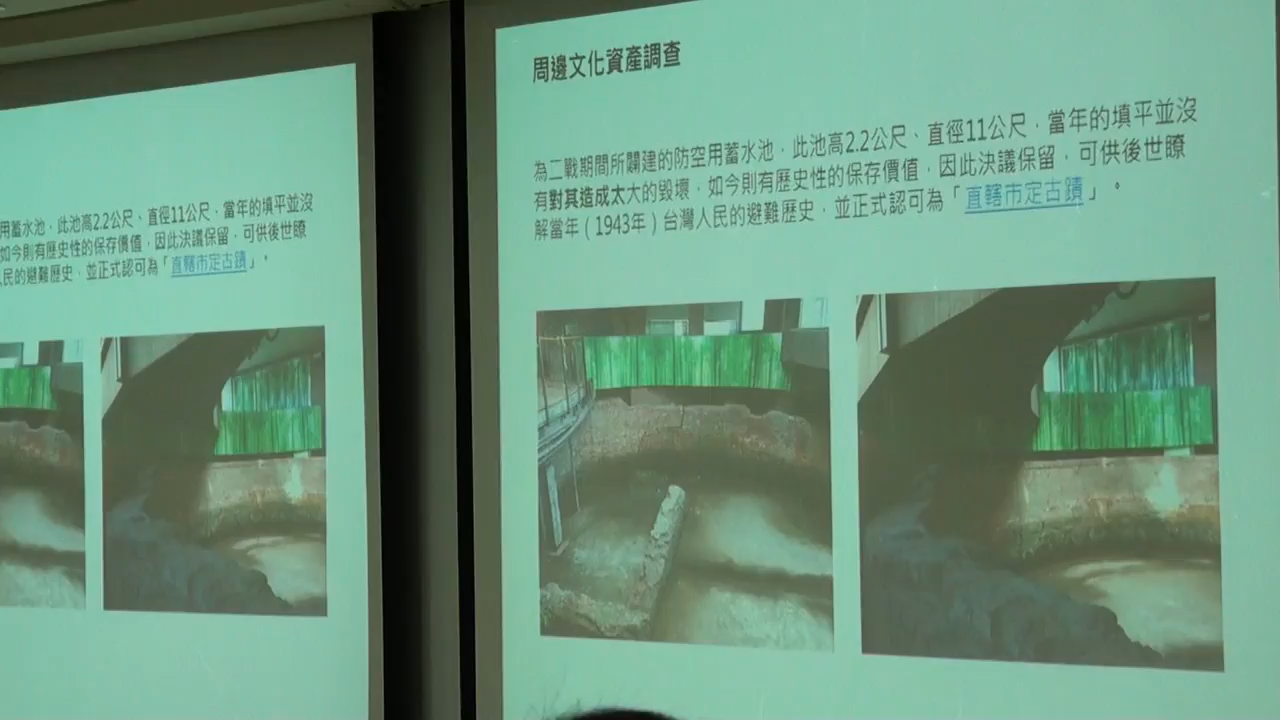 周邊文化資產調查
為二戰期間所闢建的防空用蓄水池，此池高2.2公尺、直徑11公尺，當年的填平並沒
有對其造成太大的毀壞，如今則有歷史性的保存價值，因此決議保留，可供後世瞭
解當年（1943年）台灣人民的避難歷史，並正式認可為「直轄市定古蹟」。
用蓄水池，此池高2.2公尺、直徑11公尺，當年的填平並沒
如今則有歷史性的保存價值，因此決議保留，可供後世瞭
人民的避難歷史，並正式認可為「直轄市定古蹟」。